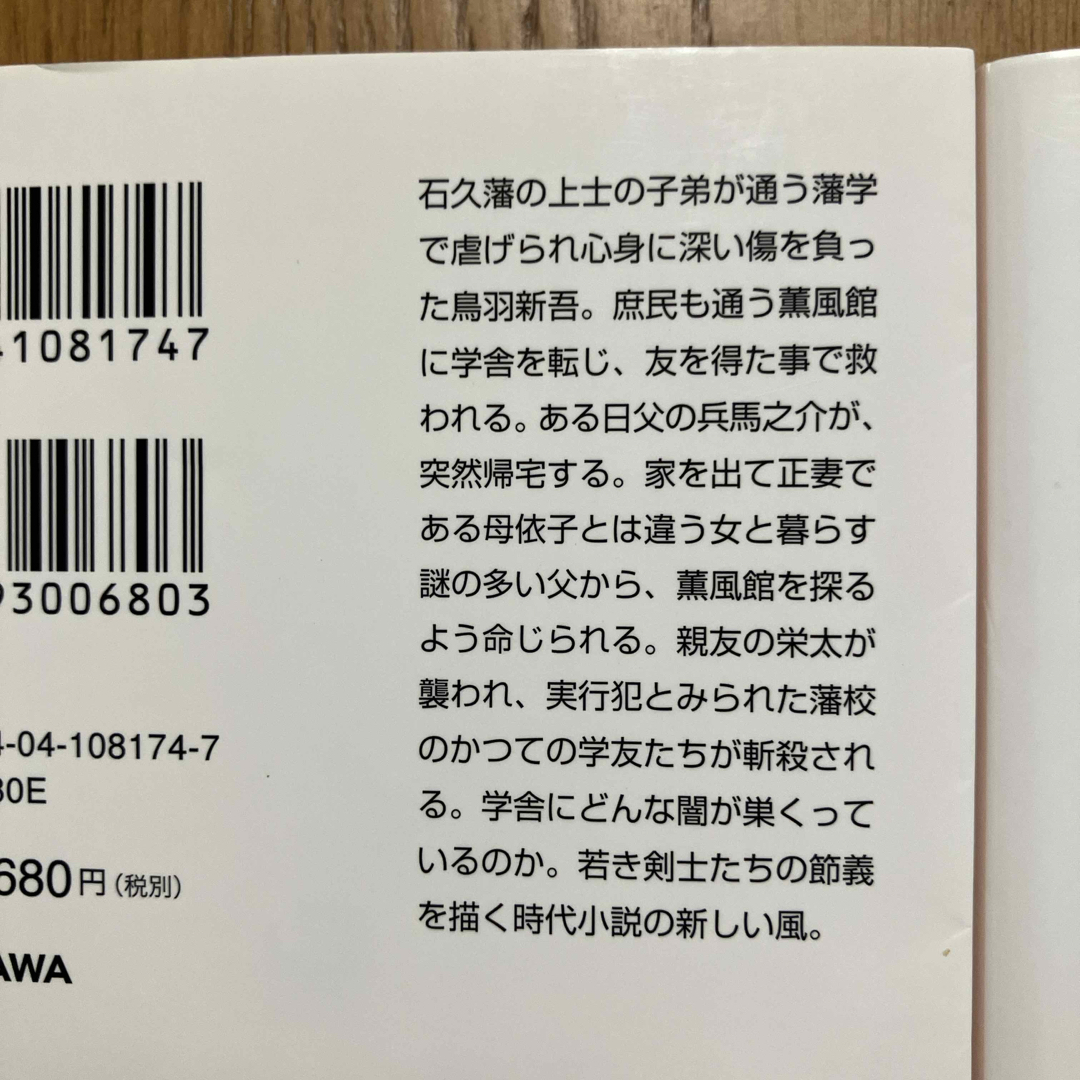 石久藩の上士の子弟が通う藩学
で虐げられ心身に深い傷を負っ
た鳥羽新吾。庶民も通う薫風館
に学舎を転じ、友を得た事で救
われる。ある日父の兵馬之介が、
突然帰宅する。家を出て正妻で
ある母依子とは違う女と暮らす
謎の多い父から、薫風館を探る
よう命じられる。親友の栄太が
襲われ、実行犯とみられた藩校
のかつての学友たちが斬殺され
る。学舎にどんな闇が巣くって
いるのか。若き剣士たちの節義
を描く時代小説の新しい風。
41081747
93006803
4-04-108174-7
80E
680円(税別)
AWA